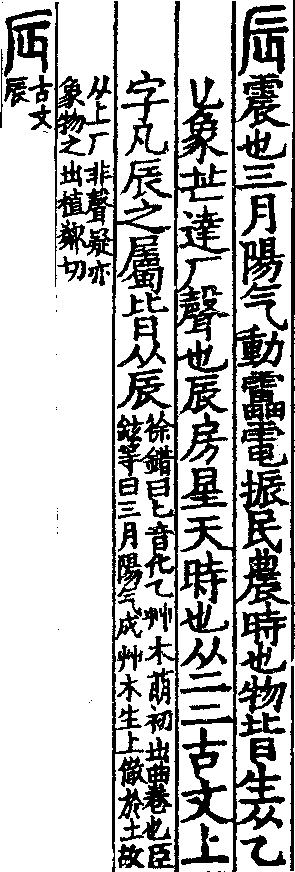 辰震也三月陽气動靁電振民農時也物皆生从乙
匕象芒達厂聲也辰房星天時也从二二古文上
字凡辰之屬皆从辰
徐鍇曰匕音化乙艸木萌初出曲卷也臣
鉉等曰三月陽气成艸木生上徹於土故
从上厂非聲疑亦
象物之出植鄰切
𠨷
古文
辰